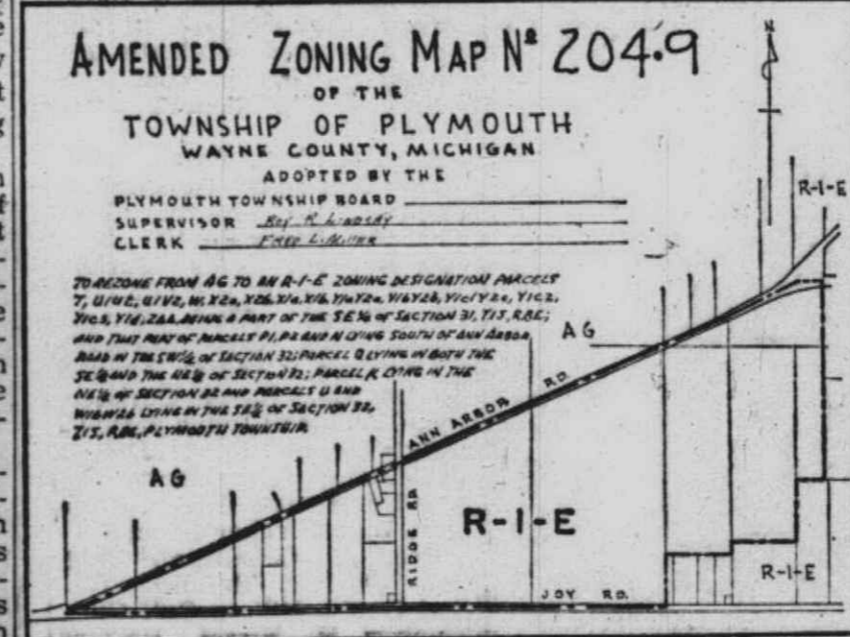 AMENDED ZONING MAP Nº 204.9
OF THE
TOWNSHIP OF PLYMOUTH
WAYNE COUNTY, MICHIGAN
ADOPTED BY THE
PLYMOUTH TOWNSHIP BOARD
SUPERVISOR ROY R LINDSAY
CLERK FRED L. MILLER
TO REZONE FROM AG TO AN R-1-E ZONING DESIGNATION PARCELS
BEING A PART OF THE SE¼ OF SECTION 31, T1S, R8E;
AND THAT PART OF PARCELS P1, P2 AND N LYING SOUTH OF ANN ARBOR
ROAD IN THE SW¼ OF SECTION 32; PARCEL Q LYING IN BOTH THE
SE¼ AND THE NE¼ OF SECTION 32; PARCEL K LYING IN THE
NE¼ OF SECTION 32 AND PARCELS U AND
LYING IN THE SE¼ OF SECTION 32,
T1S, R8E, PLYMOUTH TOWNSHIP
N
R-1-E
AG
ANN ARBOR RD.
AG
RIDGE RD.
R-1-E
JOY RD.
R-1-E